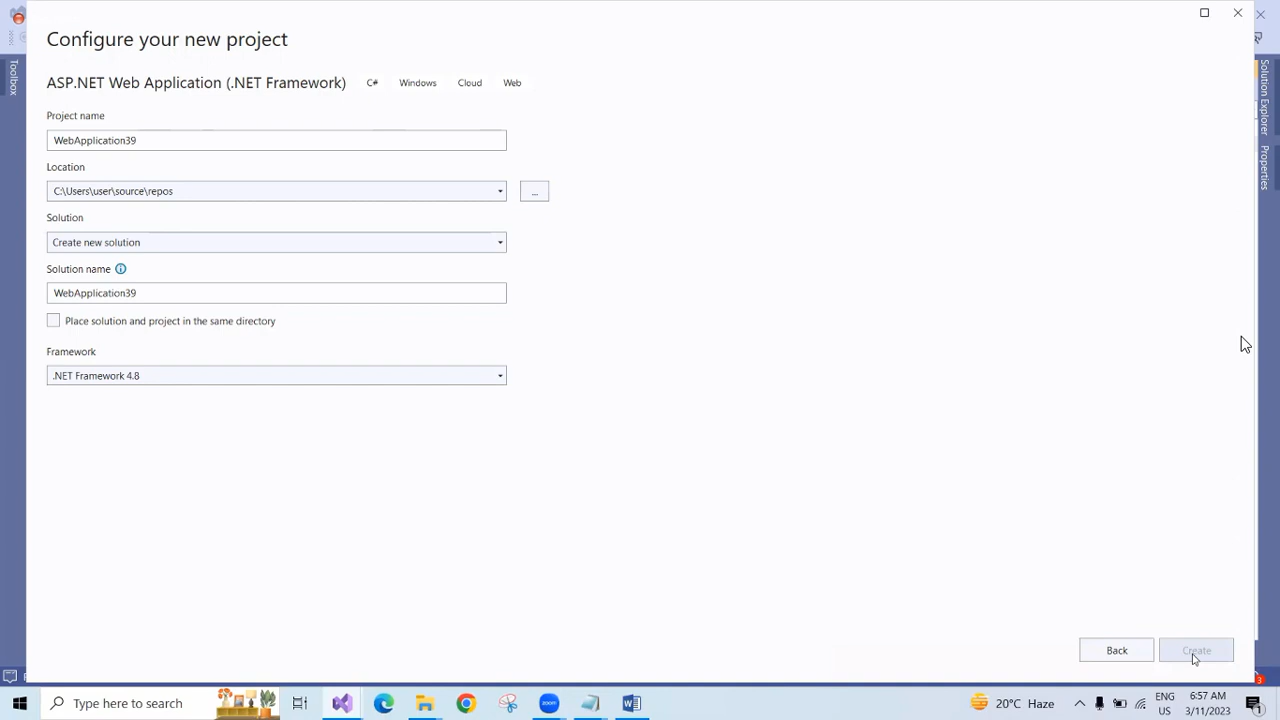 Configure your new project
ASP.NET Web Application (.NET Framework) C# Windows Cloud Web
Project name
WebApplication39
Location
C:\Users\user\source\repos
...
Solution
Create new solution
Solution name
WebApplication39
Place solution and project in the same directory
Framework
.NET Framework 4.8
Back
Create
Toolbox
Solution Explorer
Properties
Type here to search
zoom
20°C Haze
ENG
US
6:57 AM
3/11/2023
1
3